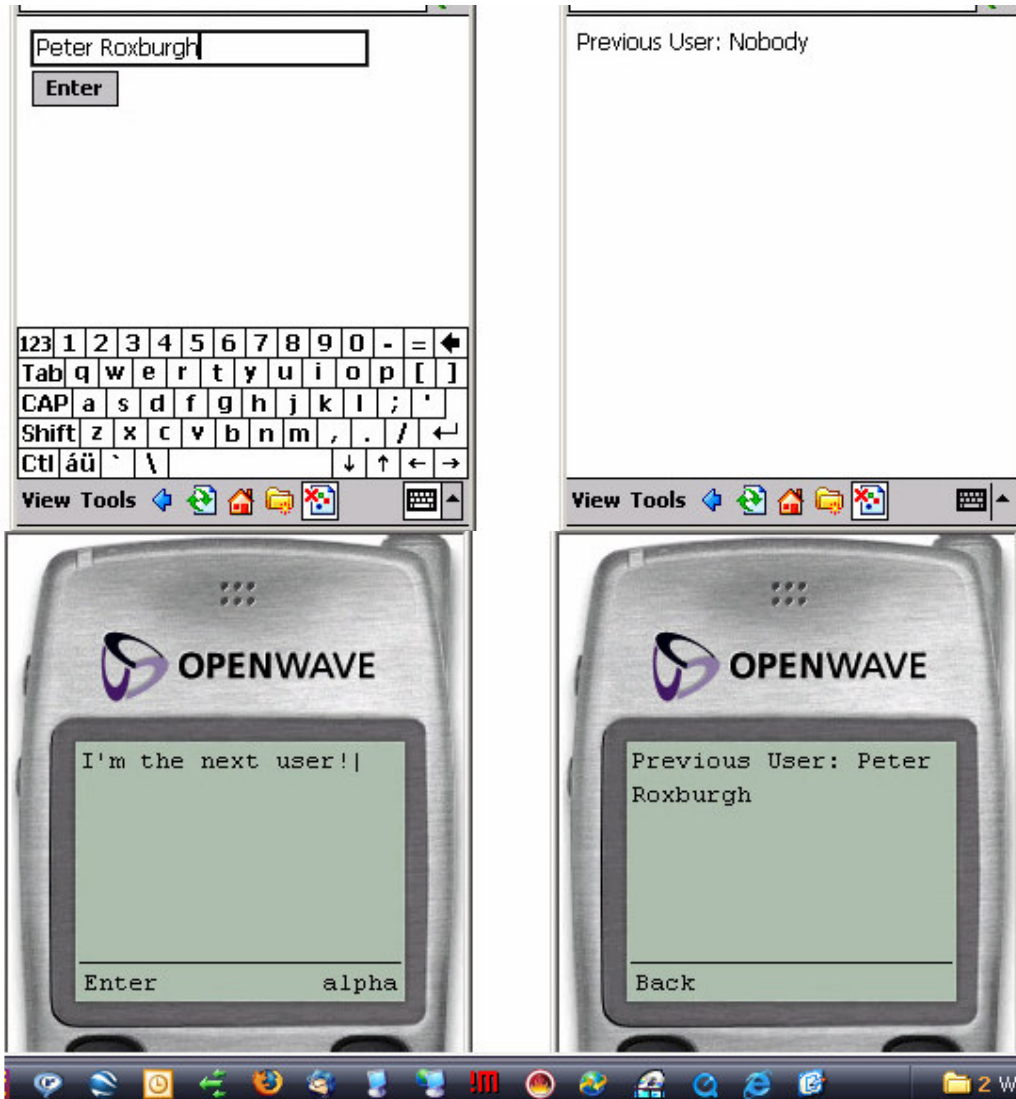 Peter Roxburgh
Enter
123 1 2 3 4 5 6 7 8 9 0 - =
Tab q w e r t y u i o p [ ]
CAP a s d f g h j k l ; '
Shift z x c v b n m , . /
Ctl áü ` \ ↓ ↑ ← →
View Tools
Previous User: Nobody
View Tools
OPENWAVE
I'm the next user!
Enter alpha
OPENWAVE
Previous User: Peter
Roxburgh
Back
!m 2 W